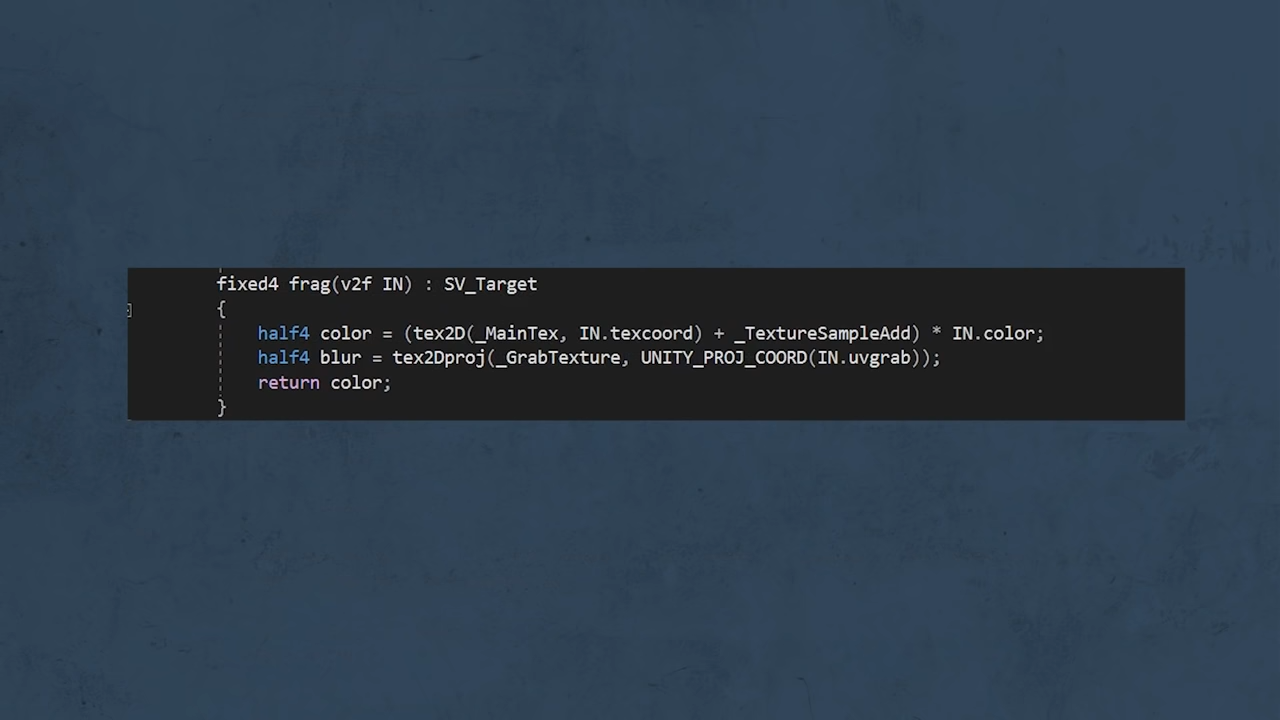 fixed4 frag(v2f IN) : SV_Target
{
half4 color = (tex2D(_MainTex, IN.texcoord) + _TextureSampleAdd) * IN.color;
half4 blur = tex2Dproj(_GrabTexture, UNITY_PROJ_COORD(IN.uvgrab));
return color;
}